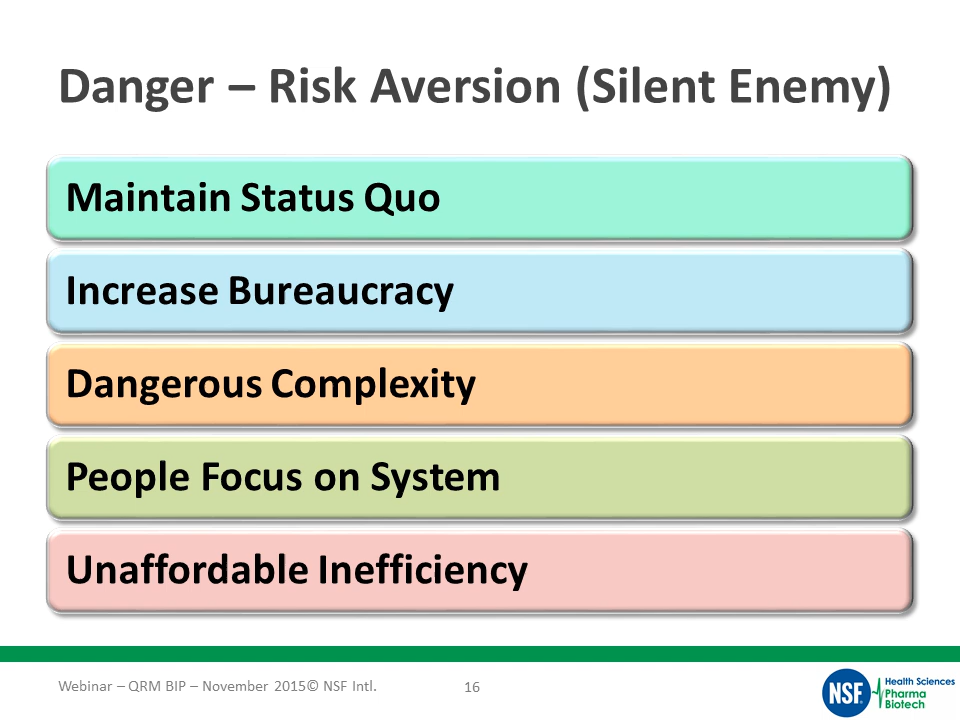 Danger – Risk Aversion (Silent Enemy)
Maintain Status Quo
Increase Bureaucracy
Dangerous Complexity
People Focus on System
Unaffordable Inefficiency
Webinar – QRM BIP – November 2015© NSF Intl.
16
NSF
Health Sciences
Pharma
Biotech